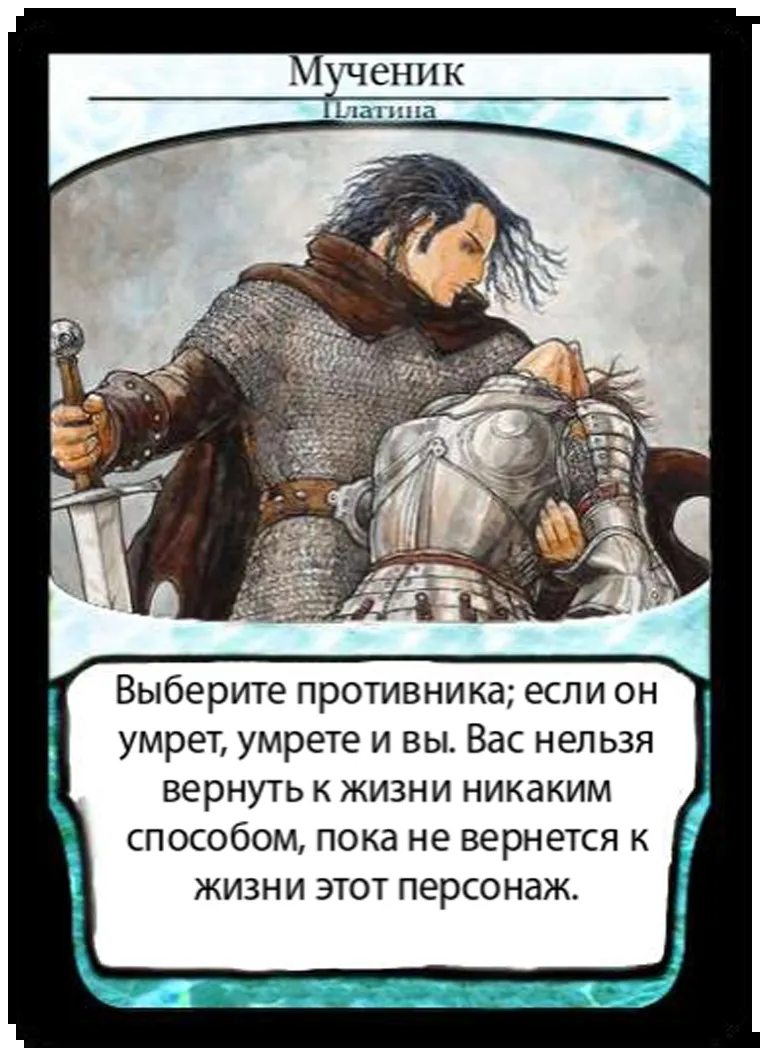 Мученик
Платина
Выберите противника; если он
умрет, умрете и вы. Вас нельзя
вернуть к жизни никаким
способом, пока не вернется к
жизни этот персонаж.